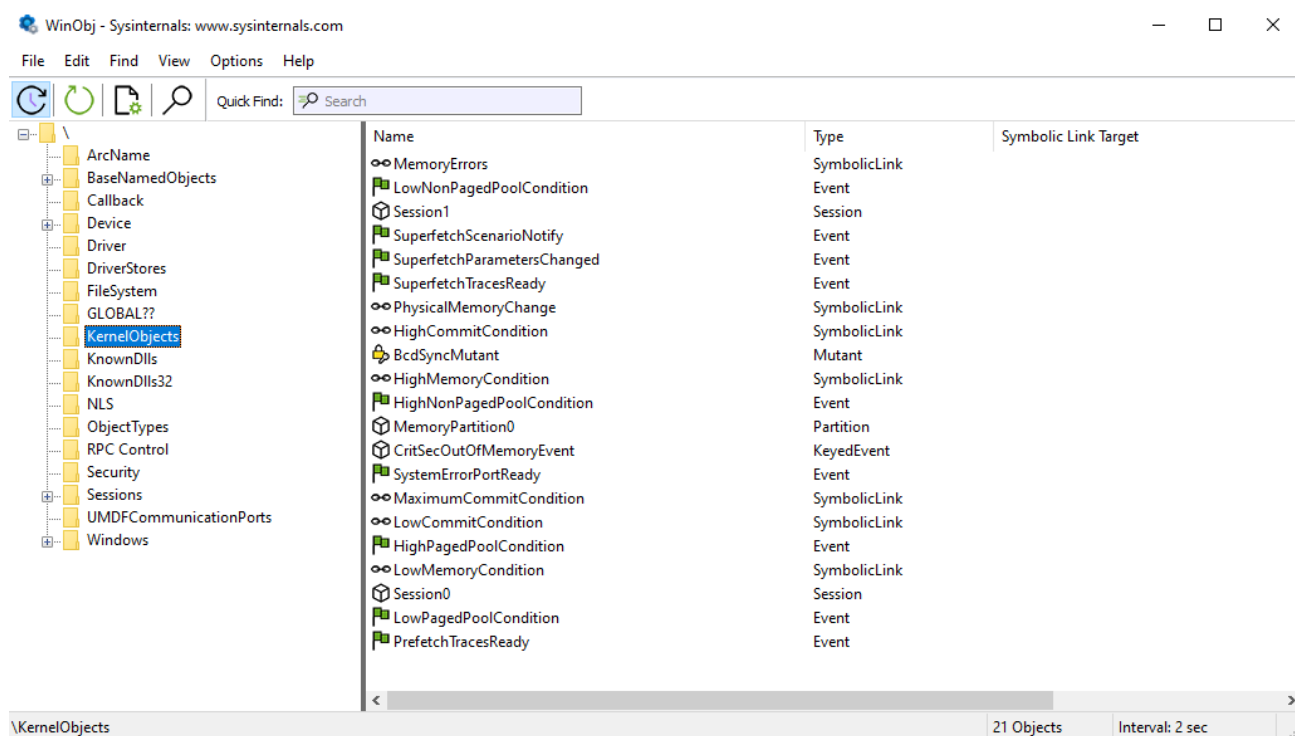 WinObj - Sysinternals: www.sysinternals.com
File Edit Find View Options Help
Quick Find: Search
\
ArcName
BaseNamedObjects
Callback
Device
Driver
DriverStores
FileSystem
GLOBAL??
KernelObjects
KnownDlls
KnownDlls32
NLS
ObjectTypes
RPC Control
Security
Sessions
UMDFCommunicationPorts
Windows
Name Type Symbolic Link Target
MemoryErrors SymbolicLink
LowNonPagedPoolCondition Event
Session1 Session
SuperfetchScenarioNotify Event
SuperfetchParametersChanged Event
SuperfetchTracesReady Event
PhysicalMemoryChange SymbolicLink
HighCommitCondition SymbolicLink
BcdSyncMutant Mutant
HighMemoryCondition SymbolicLink
HighNonPagedPoolCondition Event
MemoryPartition0 Partition
CritSecOutOfMemoryEvent KeyedEvent
SystemErrorPortReady Event
MaximumCommitCondition SymbolicLink
LowCommitCondition SymbolicLink
HighPagedPoolCondition Event
LowMemoryCondition SymbolicLink
Session0 Session
LowPagedPoolCondition Event
PrefetchTracesReady Event
\KernelObjects 21 Objects Interval: 2 sec